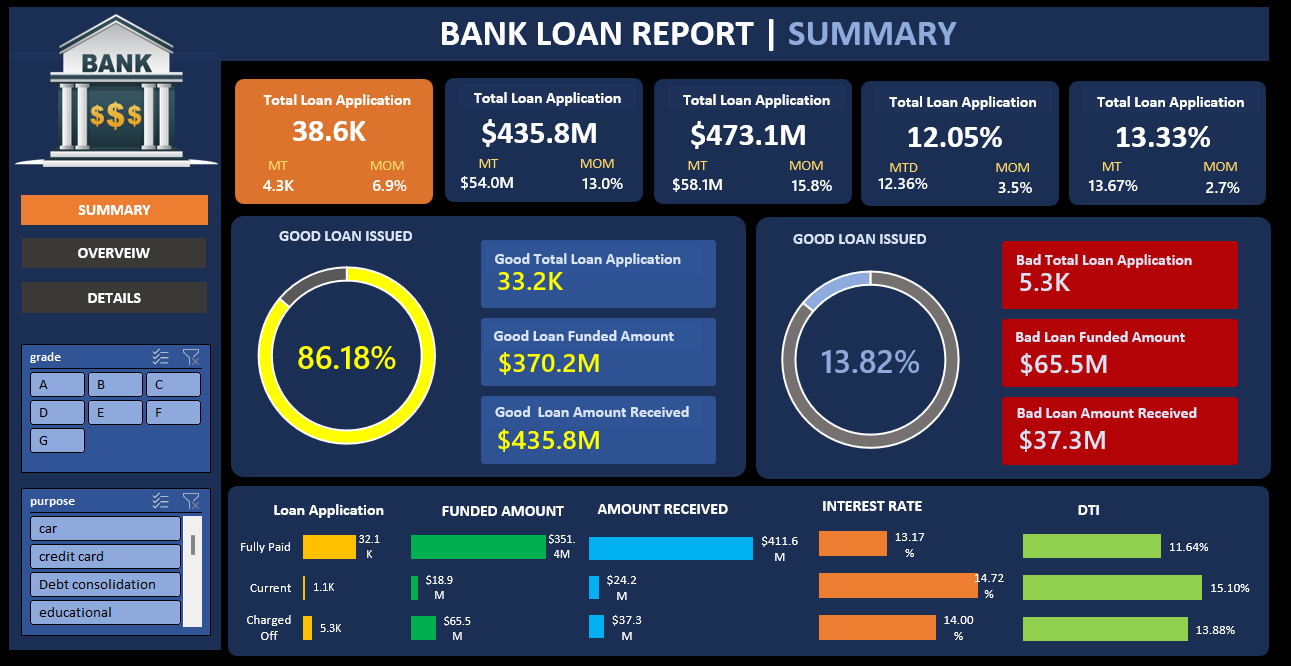 BANK LOAN REPORT | SUMMARY
BANK
$$$
SUMMARY
OVERVEIW
DETAILS
grade
A B C
D E F
G
purpose
car
credit card
Debt consolidation
educational
Total Loan Application
38.6K
MT MOM
4.3K 6.9%
Total Loan Application
$435.8M
MT MOM
$54.0M 13.0%
Total Loan Application
$473.1M
MT MOM
$58.1M 15.8%
Total Loan Application
12.05%
MTD MOM
12.36% 3.5%
Total Loan Application
13.33%
MT MOM
13.67% 2.7%
GOOD LOAN ISSUED
86.18%
Good Total Loan Application
33.2K
Good Loan Funded Amount
$370.2M
Good  Loan Amount Received
$435.8M
GOOD LOAN ISSUED
13.82%
Bad Total Loan Application
5.3K
Bad Loan Funded Amount
$65.5M
Bad Loan Amount Received
$37.3M
Loan Application
Fully Paid
32.1
K
Current
1.1K
Charged
Off
5.3K
FUNDED AMOUNT
$351.
4M
$18.9
M
$65.5
M
AMOUNT RECEIVED
$411.6
M
$24.2
M
$37.3
M
INTEREST RATE
13.17
%
14.72
%
14.00
%
DTI
11.64%
15.10%
13.88%